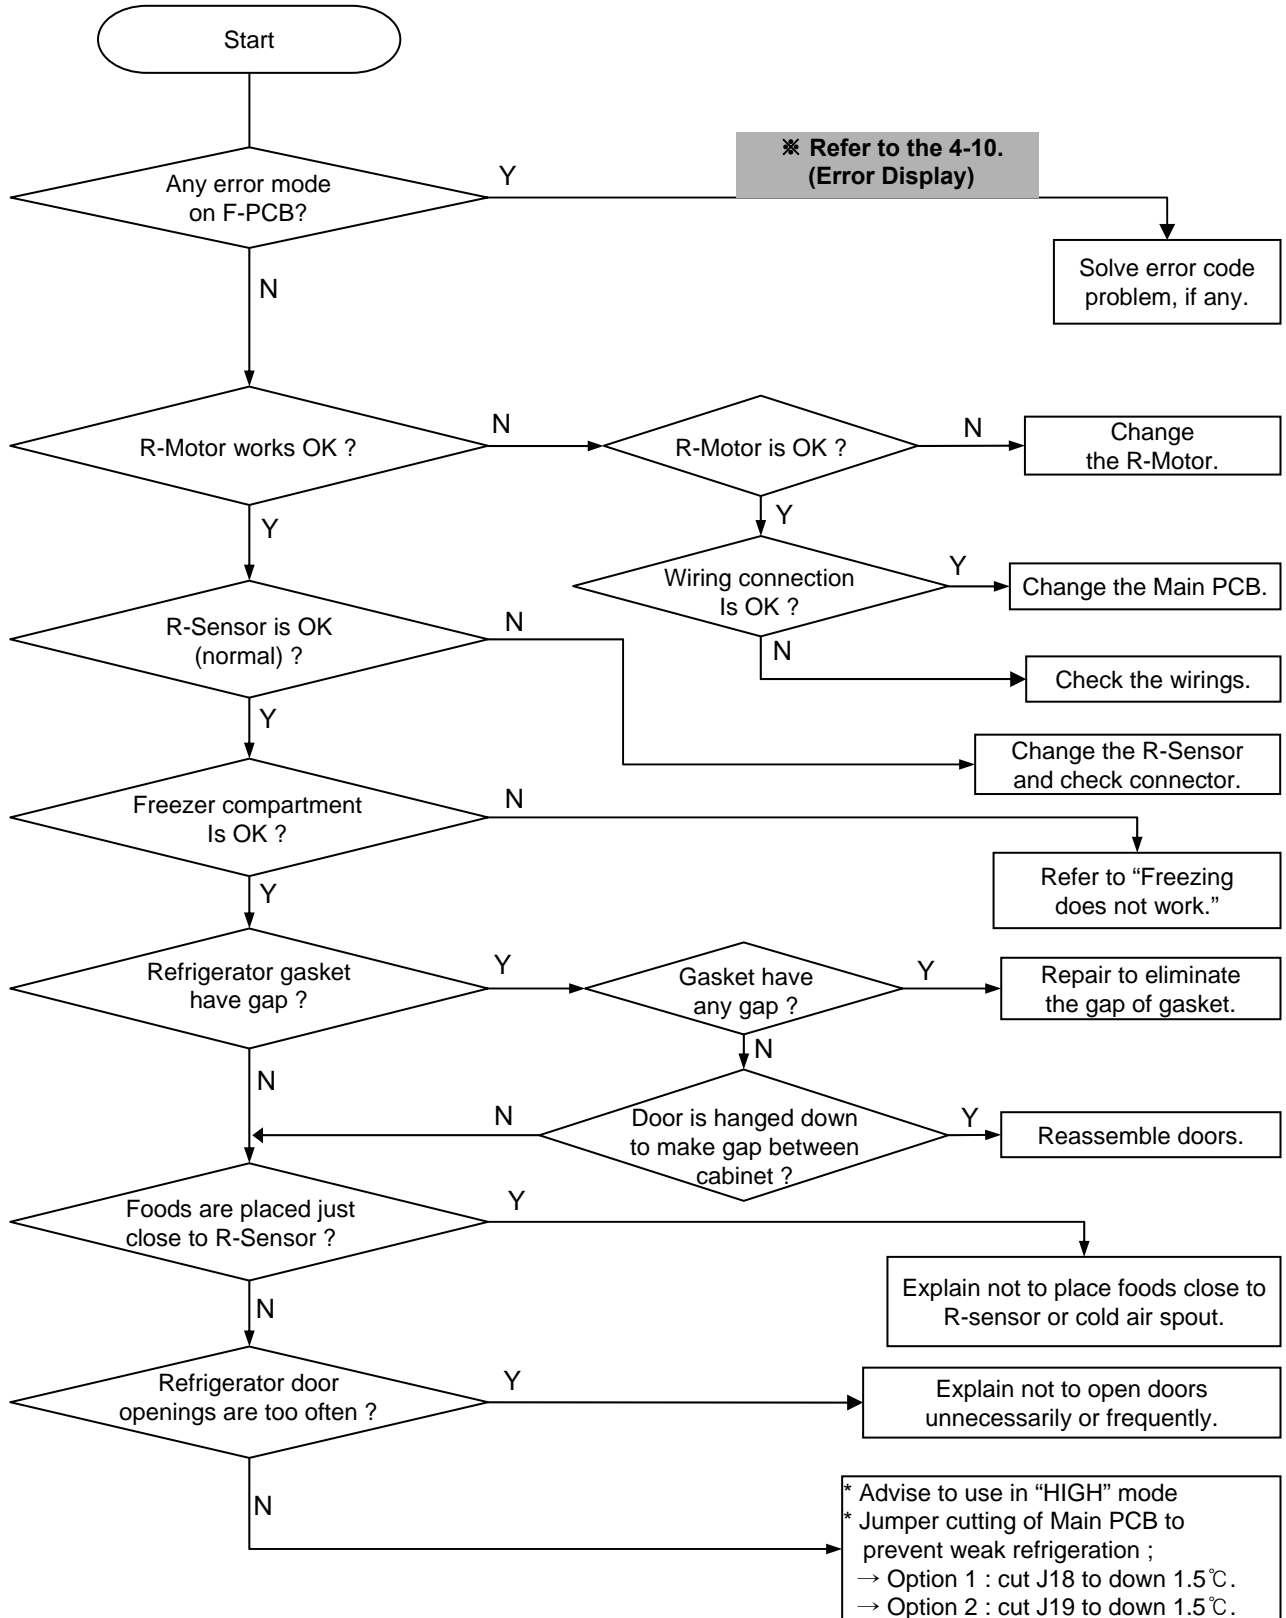 Start
※ Refer to the 4-10.
(Error Display)
Any error mode
on F-PCB?
Y
N
Solve error code
problem, if any.
R-Motor works OK ?
N
R-Motor is OK ?
N
Change
the R-Motor.
Y
Y
Wiring connection
Is OK ?
Y
Change the Main PCB.
N
Check the wirings.
R-Sensor is OK
(normal) ?
N
Y
Change the R-Sensor
and check connector.
Freezer compartment
Is OK ?
N
Y
Refer to “Freezing
does not work.”
Refrigerator gasket
have gap ?
Y
Gasket have
any gap ?
Y
Repair to eliminate
the gap of gasket.
N
N
Door is hanged down
to make gap between
cabinet ?
N
Y
Reassemble doors.
Foods are placed just
close to R-Sensor ?
Y
N
Explain not to place foods close to
R-sensor or cold air spout.
Refrigerator door
openings are too often ?
Y
Explain not to open doors
unnecessarily or frequently.
N
* Advise to use in “HIGH” mode
* Jumper cutting of Main PCB to
prevent weak refrigeration ;
→ Option 1 : cut J18 to down 1.5℃.
→ Option 2 : cut J19 to down 1.5℃.